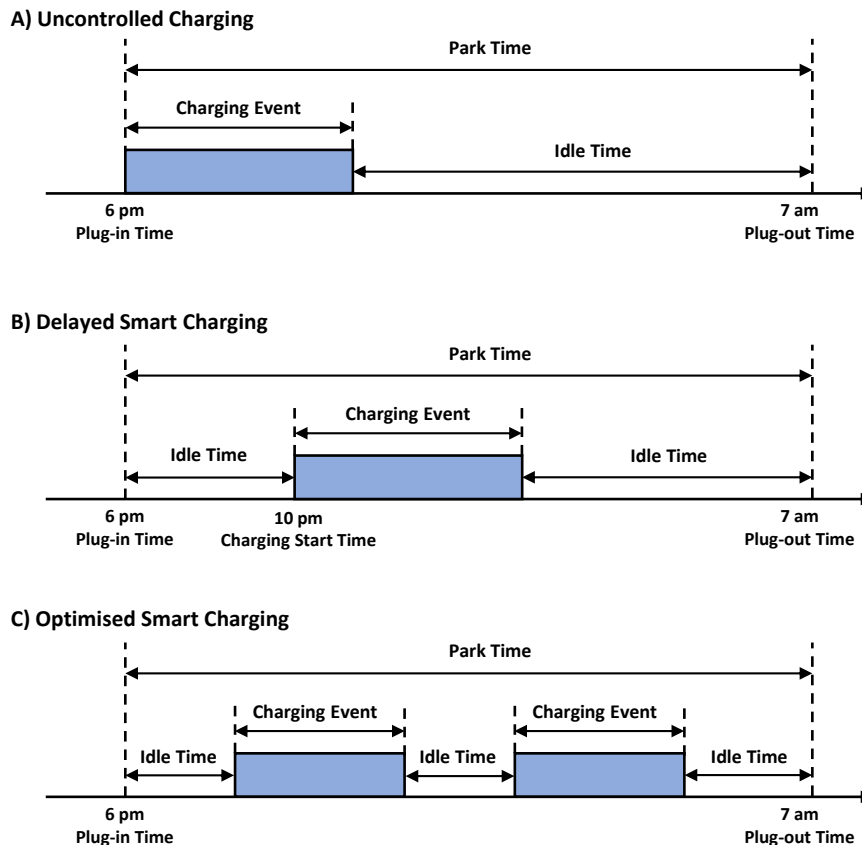 A) Uncontrolled Charging
Park Time
Charging Event
Idle Time
6 pm
Plug-in Time
7 am
Plug-out Time
B) Delayed Smart Charging
Park Time
Charging Event
Idle Time
Idle Time
6 pm
Plug-in Time
10 pm
Charging Start Time
7 am
Plug-out Time
C) Optimised Smart Charging
Park Time
Charging Event
Charging Event
Idle Time
Idle Time
Idle Time
6 pm
Plug-in Time
7 am
Plug-out Time